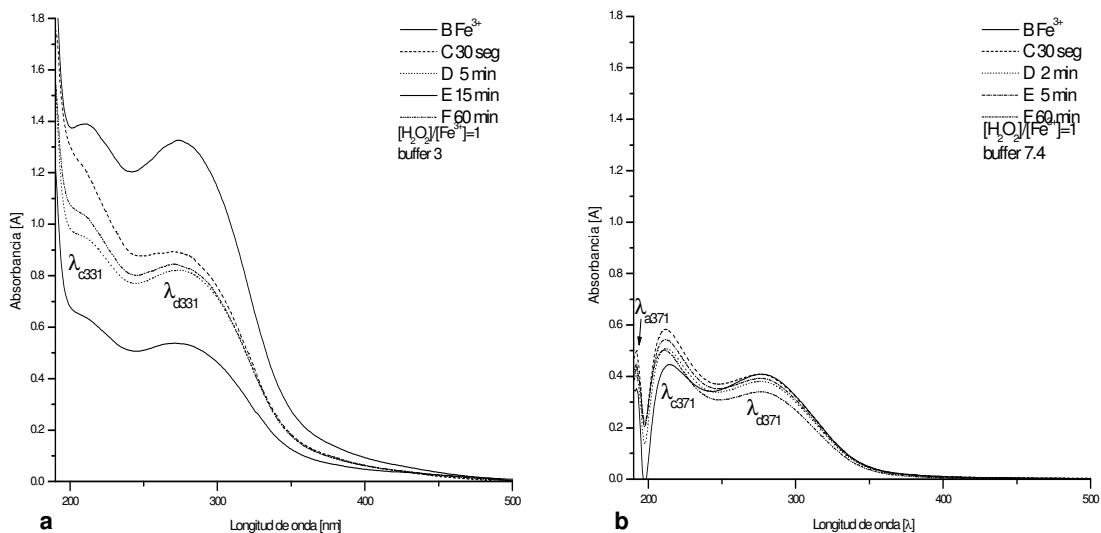 1.8
1.6
1.4
1.2
1.0
0.8
0.6
0.4
0.2
0.0
Absorbancia [A]
200
300
400
500
Longitud de onda [nm]
a
B Fe³⁺
C 30 seg
D 5 min
E 15 min
F 60 min
[H₂O₂]/[Fe³⁺]=1
buffer 3
λc331
λd331
1.8
1.6
1.4
1.2
1.0
0.8
0.6
0.4
0.2
0.0
Absorbancia [A]
200
300
400
500
Longitud de onda [λ]
b
B Fe³⁺
C 30 seg
D 2 min
E 5 min
F 60 min
[H₂O₂]/[Fe³⁺]=1
buffer 7.4
λa371
λc371
λd371